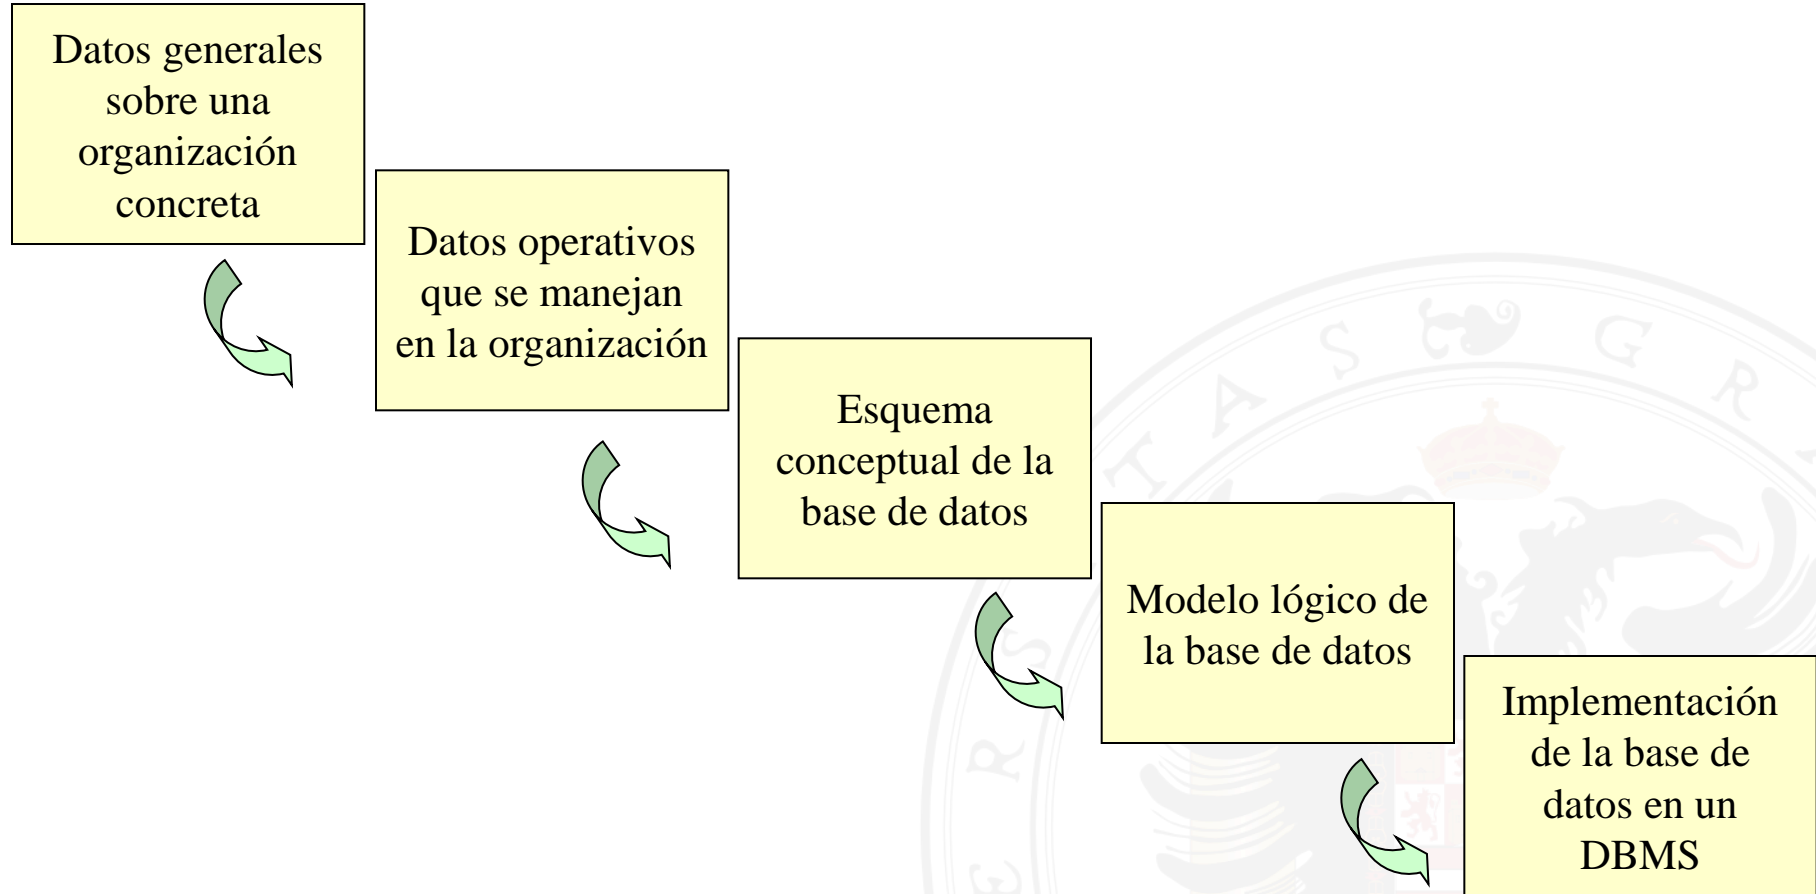 Datos generales
sobre una
organización
concreta
Datos operativos
que se manejan
en la organización
Esquema
conceptual de la
base de datos
Modelo lógico de
la base de datos
Implementación
de la base de
datos en un
DBMS